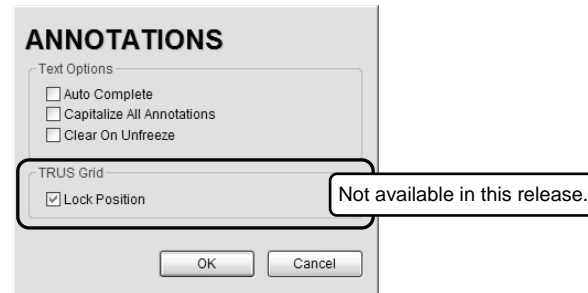 ANNOTATIONS
Text Options
Auto Complete
Capitalize All Annotations
Clear On Unfreeze
TRUS Grid
Lock Position
Not available in this release.
OK
Cancel